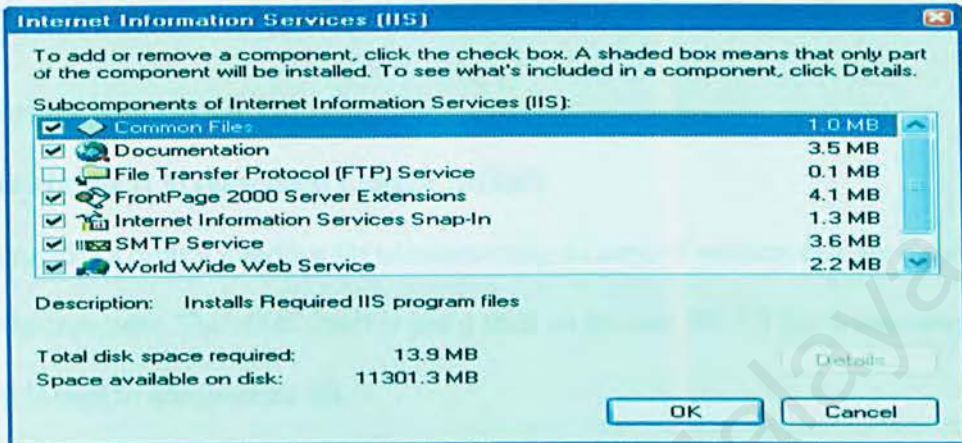 Internet Information Services (IIS)
To add or remove a component, click the check box. A shaded box means that only part
of the component will be installed. To see what's included in a component, click Details.
Subcomponents of Internet Information Services (IIS):
Common Files 1.0 MB
Documentation 3.5 MB
File Transfer Protocol (FTP) Service 0.1 MB
FrontPage 2000 Server Extensions 4.1 MB
Internet Information Services Snap-In 1.3 MB
SMTP Service 3.6 MB
World Wide Web Service 2.2 MB
Description: Installs Required IIS program files
Total disk space required: 13.9 MB
Details
Space available on disk: 11301.3 MB
OK Cancel